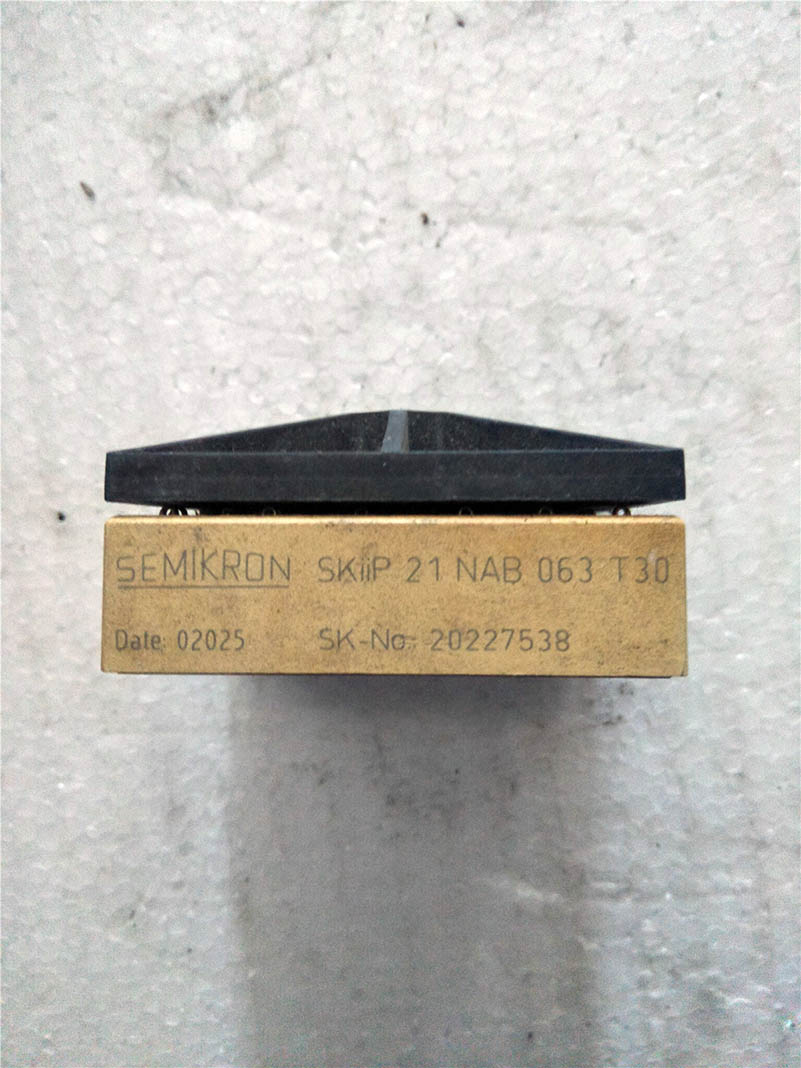 SEMIKRON SKiiP 21 NAB 063 T30
Date: 02025 SK-No. 20227538